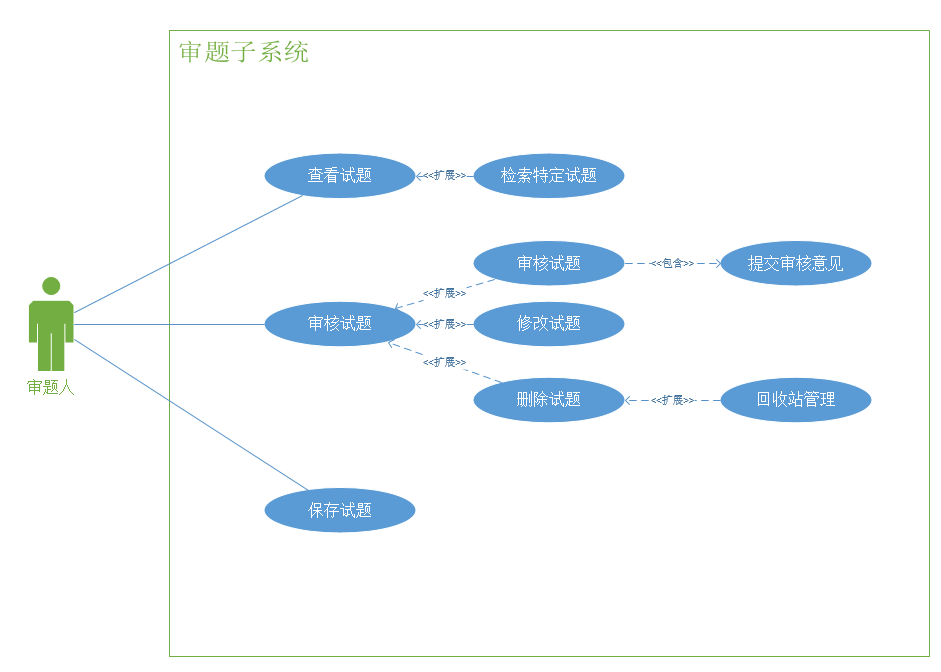 审题子系统
查看试题
<<扩展>>
检索特定试题
审核试题
<<包含>>
提交审核意见
<<扩展>>
审核试题
<<扩展>>
修改试题
<<扩展>>
删除试题
<<扩展>>
回收站管理
审题人
保存试题